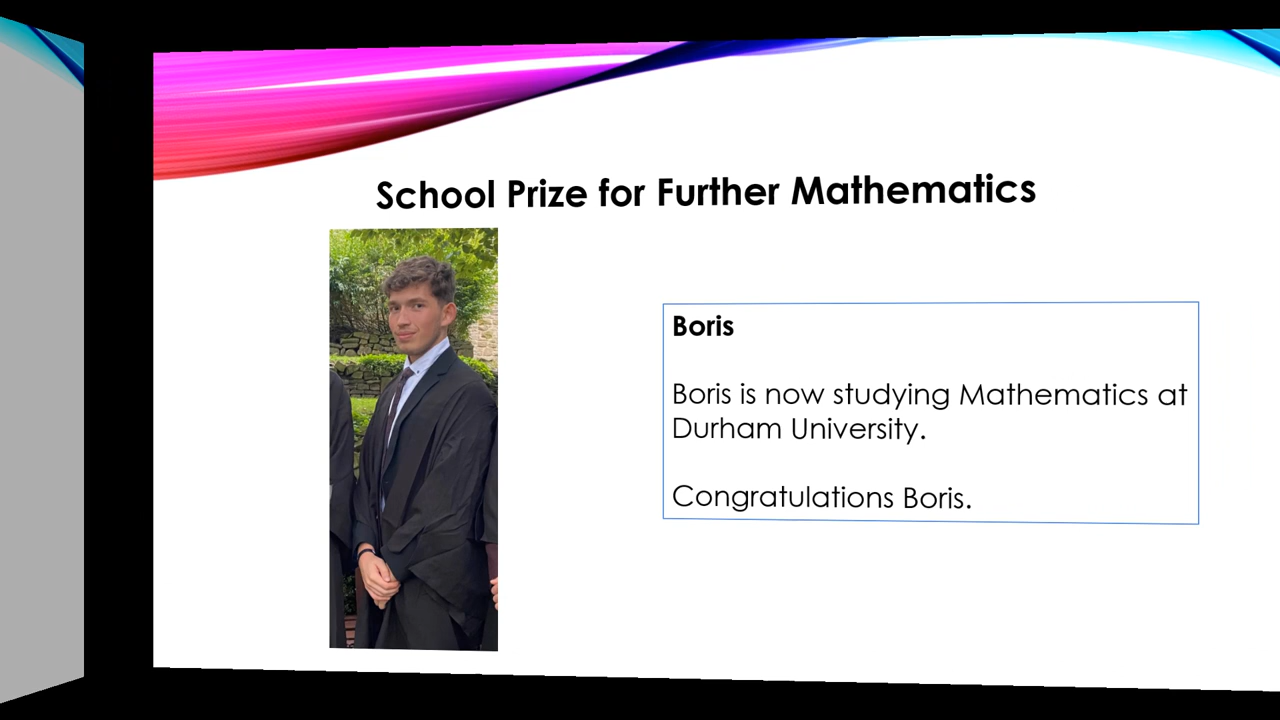 School Prize for Further Mathematics
Boris
Boris is now studying Mathematics at
Durham University.
Congratulations Boris.